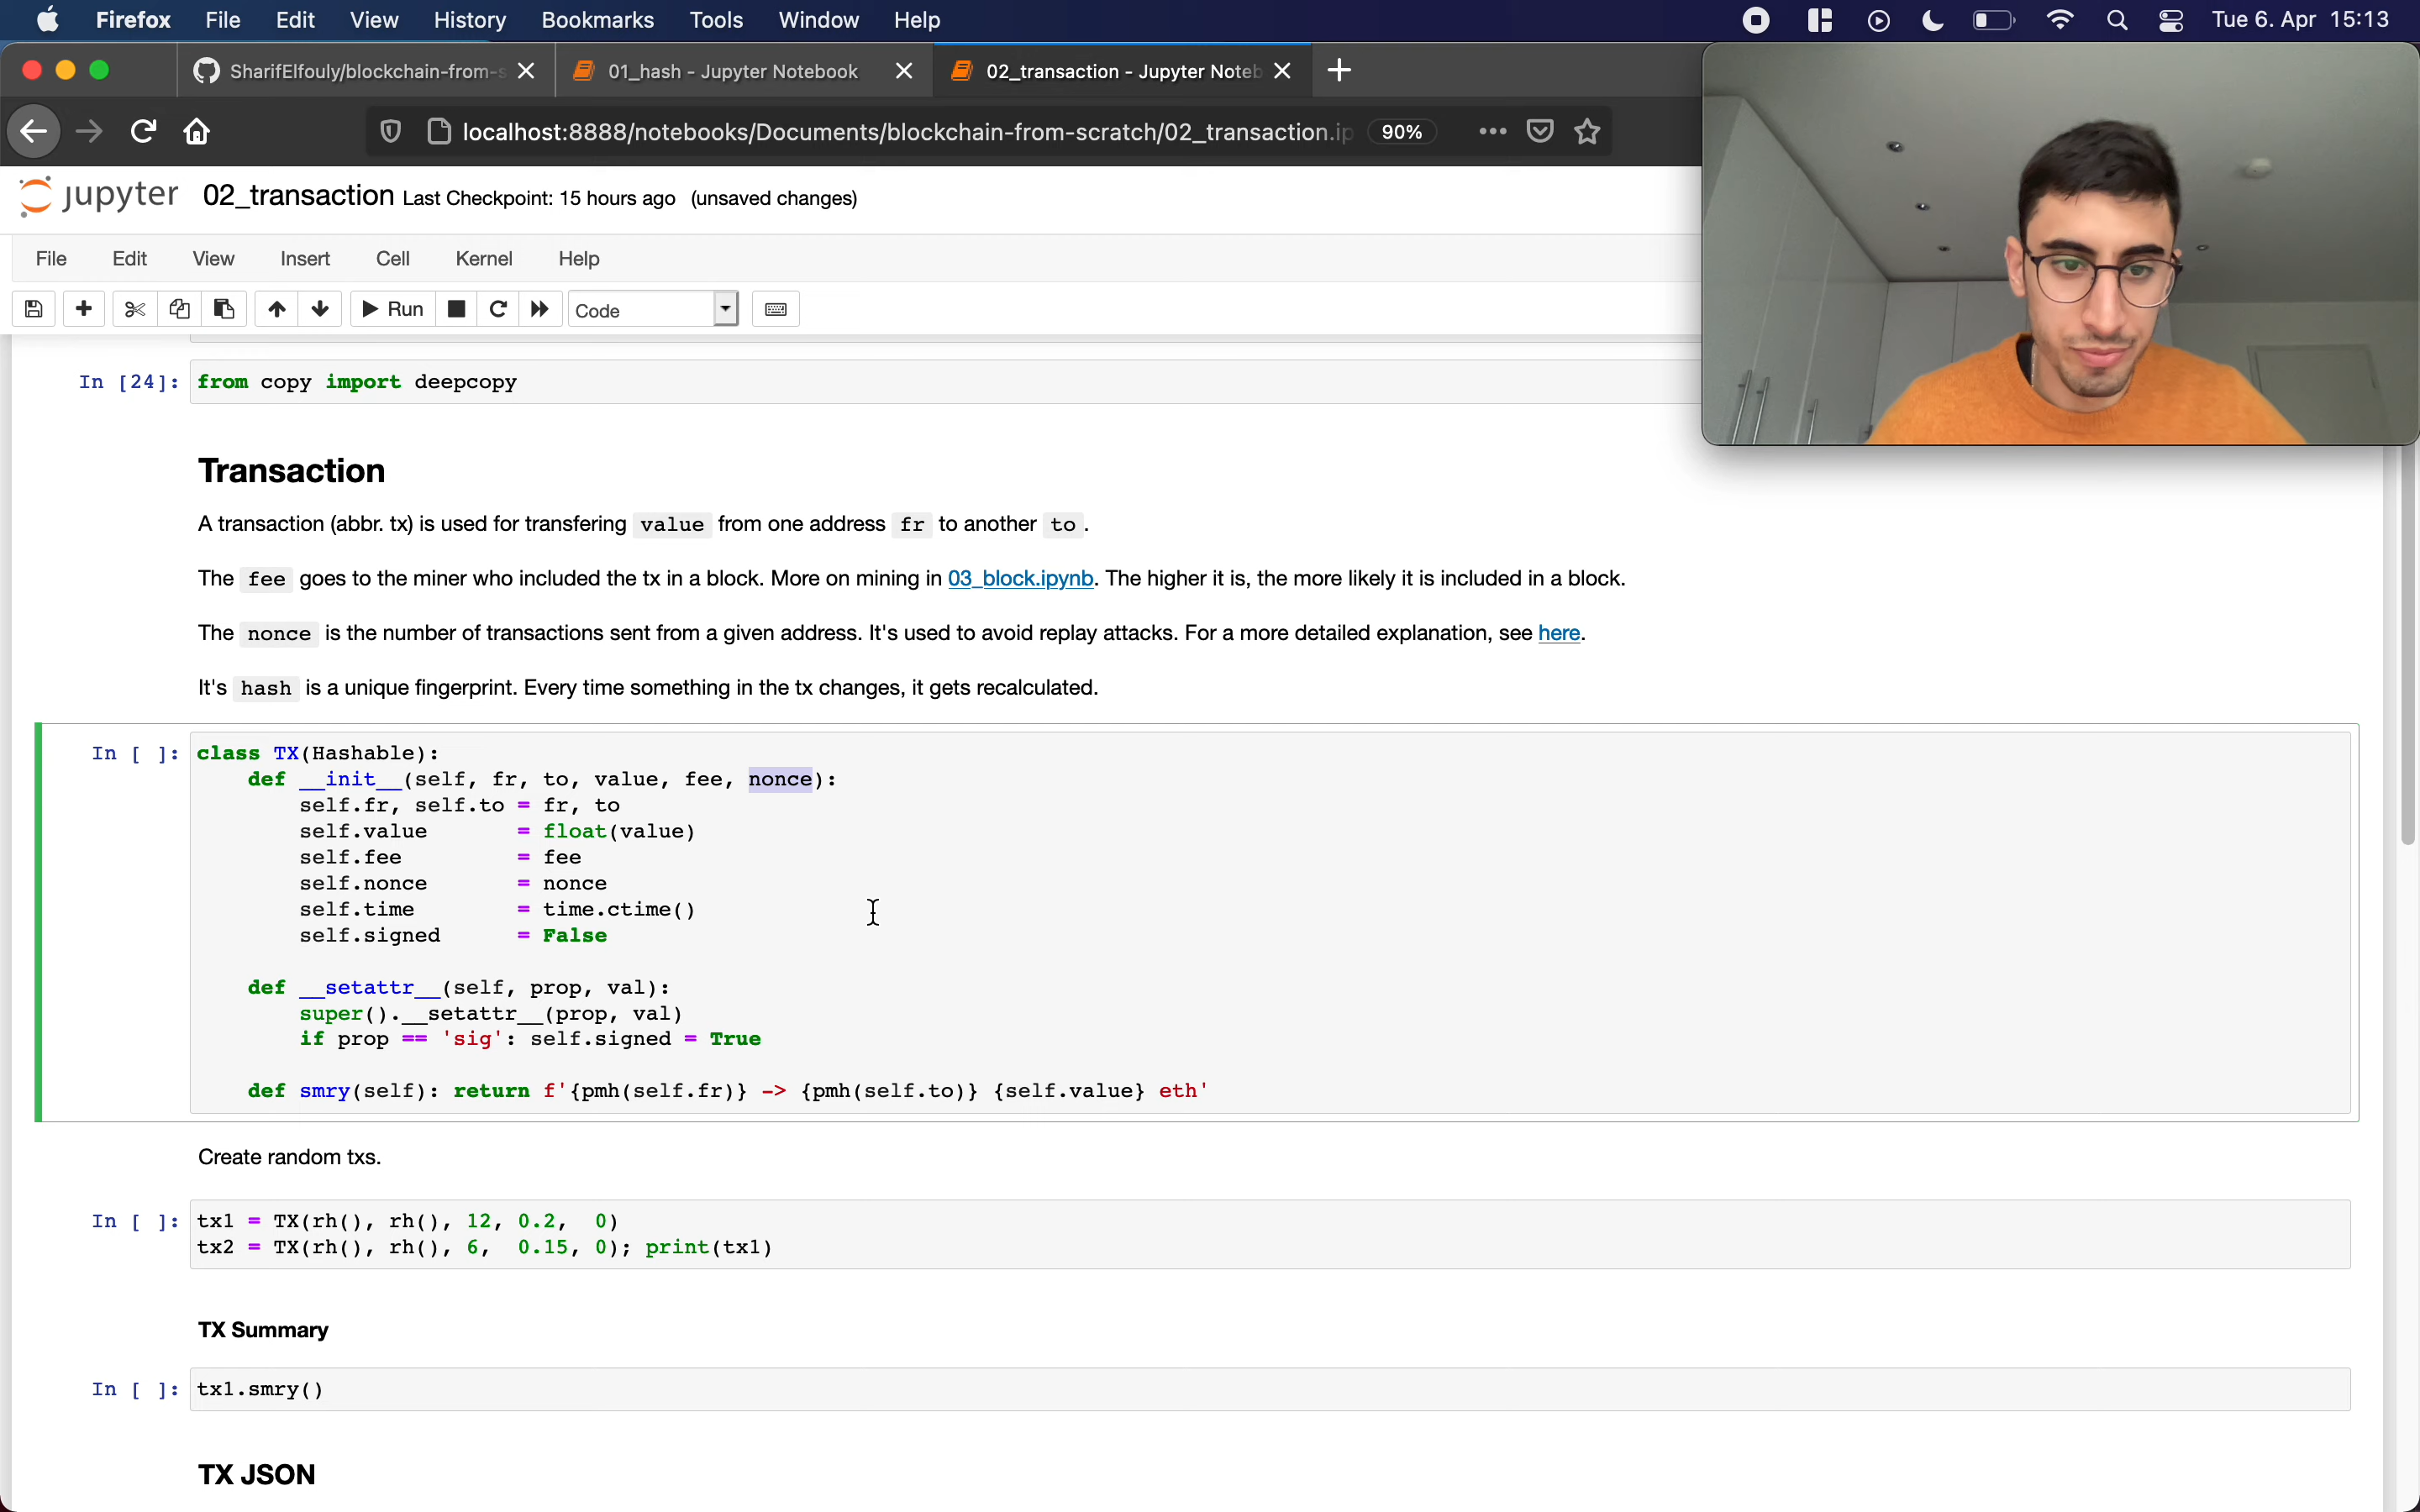 Firefox File Edit View History Bookmarks Tools Window Help Tue 6. Apr 15:13
SharifElfouly/blockchain-from-s 01_hash - Jupyter Notebook 02_transaction - Jupyter Noteb
localhost:8888/notebooks/Documents/blockchain-from-scratch/02_transaction.ip 90%
jupyter 02_transaction Last Checkpoint: 15 hours ago (unsaved changes)
File Edit View Insert Cell Kernel Help
Run Code
In [24]: from copy import deepcopy
Transaction
A transaction (abbr. tx) is used for transfering value from one address fr to another to .
The fee goes to the miner who included the tx in a block. More on mining in 03_block.ipynb. The higher it is, the more likely it is included in a block.
The nonce is the number of transactions sent from a given address. It's used to avoid replay attacks. For a more detailed explanation, see here.
It's hash is a unique fingerprint. Every time something in the tx changes, it gets recalculated.
In [ ]: class TX(Hashable):
def __init__(self, fr, to, value, fee, nonce):
self.fr, self.to = fr, to
self.value = float(value)
self.fee = fee
self.nonce = nonce
self.time = time.ctime()
self.signed = False
def __setattr__(self, prop, val):
super().__setattr__(prop, val)
if prop == 'sig': self.signed = True
def smry(self): return f'{pmh(self.fr)} -> {pmh(self.to)} {self.value} eth'
Create random txs.
In [ ]: tx1 = TX(rh(), rh(), 12, 0.2, 0)
tx2 = TX(rh(), rh(), 6, 0.15, 0); print(tx1)
TX Summary
In [ ]: tx1.smry()
TX JSON